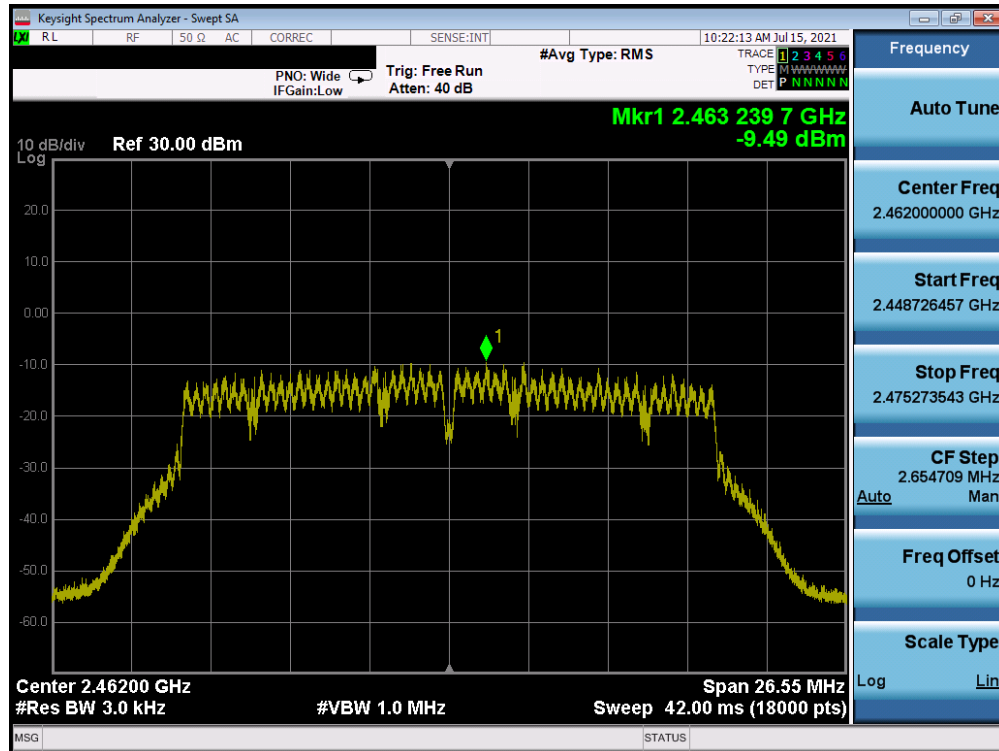 Keysight Spectrum Analyzer - Swept SA
LXI RL RF 50 Ω AC CORREC SENSE:INT 10:22:13 AM Jul 15, 2021
#Avg Type: RMS TRACE 1 2 3 4 5 6
PNO: Wide Trig: Free Run TYPE M WWWWW
IFGain:Low Atten: 40 dB DET P N N N N N
Mkr1 2.463 239 7 GHz
-9.49 dBm
10 dB/div Ref 30.00 dBm
Log
20.0
10.0
0.00
1
-10.0
-20.0
-30.0
-40.0
-50.0
-60.0
Center 2.46200 GHz Span 26.55 MHz
#Res BW 3.0 kHz #VBW 1.0 MHz Sweep 42.00 ms (18000 pts)
MSG STATUS
Frequency
Auto Tune
Center Freq
2.462000000 GHz
Start Freq
2.448726457 GHz
Stop Freq
2.475273543 GHz
CF Step
2.654709 MHz
Auto Man
Freq Offset
0 Hz
Scale Type
Log Lin